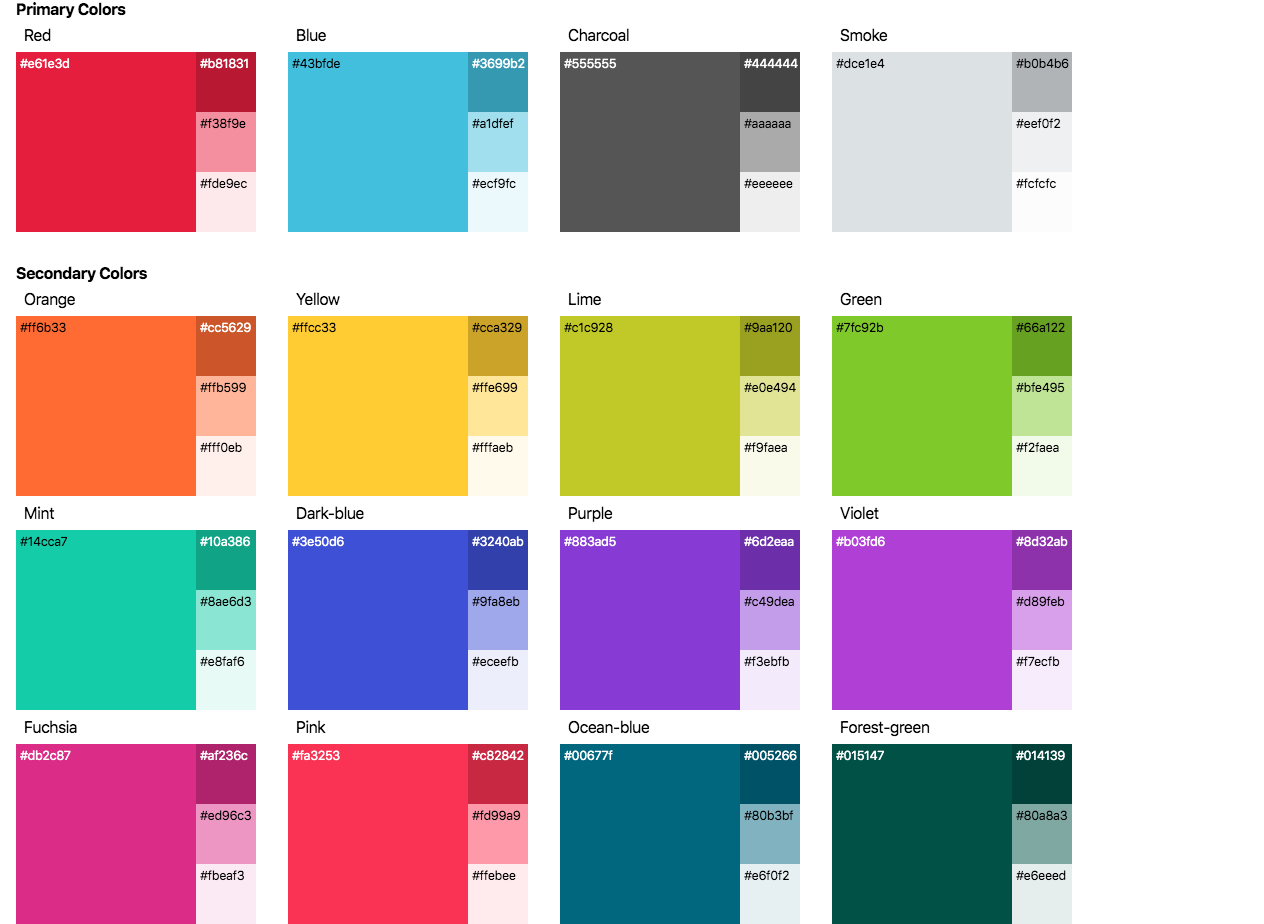 Primary Colors
Red
Blue
Charcoal
Smoke
#e61e3d
#b81831
#43bfde
#3699b2
#555555
#444444
#dce1e4
#b0b4b6
#f38f9e
#a1dfef
#aaaaaa
#eef0f2
#fde9ec
#ecf9fc
#eeeeee
#fcfcfc
Secondary Colors
Orange
Yellow
Lime
Green
#ff6b33
#cc5629
#ffcc33
#cca329
#c1c928
#9aa120
#7fc92b
#66a122
#ffb599
#ffe699
#e0e494
#bfe495
#fff0eb
#fffaeb
#f9faea
#f2faea
Mint
Dark-blue
Purple
Violet
#14cca7
#10a386
#3e50d6
#3240ab
#883ad5
#6d2eaa
#b03fd6
#8d32ab
#8ae6d3
#9fa8eb
#c49dea
#d89feb
#e8faf6
#eceefb
#f3ebfb
#f7ecfb
Fuchsia
Pink
Ocean-blue
Forest-green
#db2c87
#af236c
#fa3253
#c82842
#00677f
#005266
#015147
#014139
#ed96c3
#fd99a9
#80b3bf
#80a8a3
#fbeaf3
#ffebee
#e6f0f2
#e6eeed